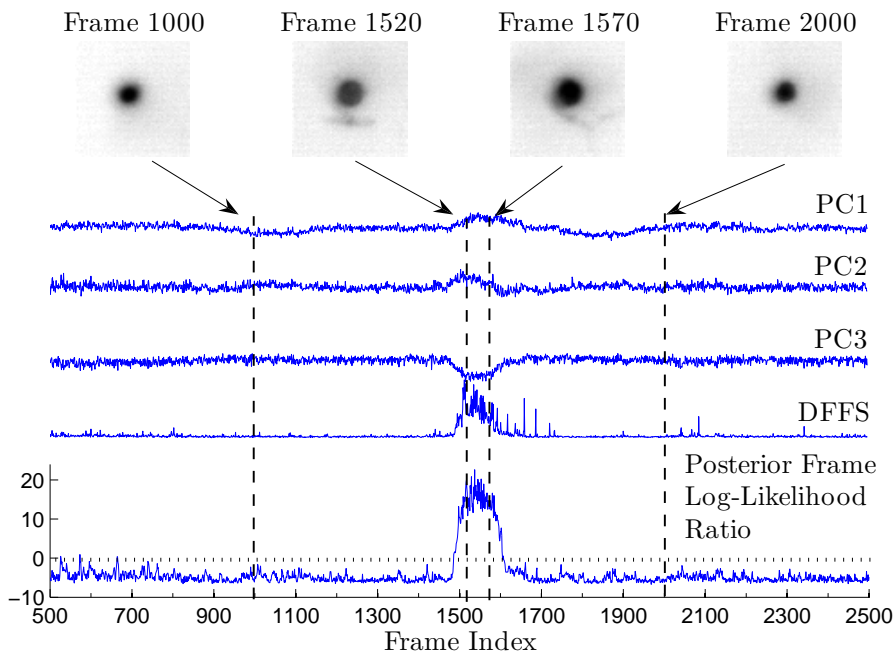 Frame 1000 Frame 1520 Frame 1570 Frame 2000
PC1
PC2
PC3
DFFS
Posterior Frame
Log-Likelihood
Ratio
20
10
0
−10
500 700 900 1100 1300 1500 1700 1900 2100 2300 2500
Frame Index